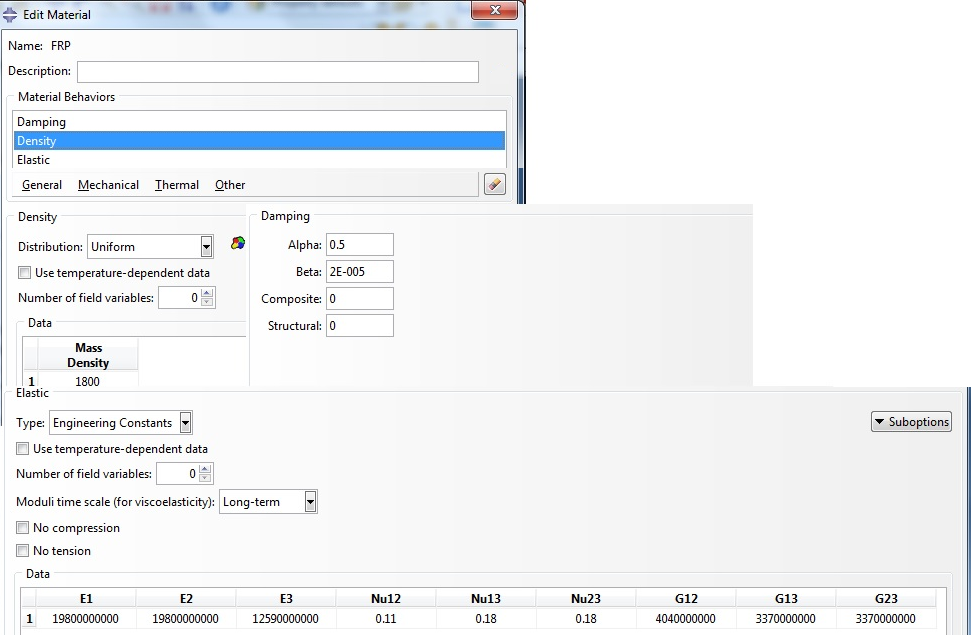 Edit Material
Name: FRP
Description:
Material Behaviors
Damping
Density
Elastic
General Mechanical Thermal Other
Density
Distribution: Uniform
Use temperature-dependent data
Number of field variables: 0
Data
Mass
Density
1 1800
Damping
Alpha: 0.5
Beta: 2E-005
Composite: 0
Structural: 0
Elastic
Type: Engineering Constants
Suboptions
Use temperature-dependent data
Number of field variables: 0
Moduli time scale (for viscoelasticity): Long-term
No compression
No tension
Data
E1 E2 E3 Nu12 Nu13 Nu23 G12 G13 G23
1 19800000000 19800000000 12590000000 0.11 0.18 0.18 4040000000 3370000000 3370000000